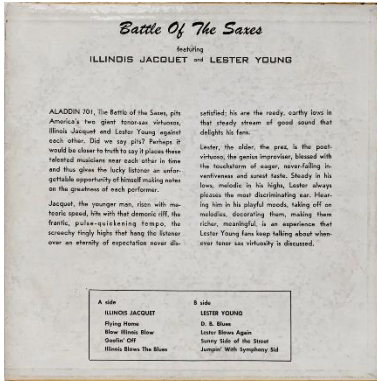 Battle Of The Saxes
featuring
ILLINOIS JACQUET and LESTER YOUNG
ALADDIN 701, The Battle of the Saxes, pits
America's two giant tenor-sax virtuosos,
Illinois Jacquet and Lester Young against
each other. Did we say pits? Perhaps it
would be closer to truth to say it places these
talented musicians near each other in time
and thus gives the lucky listener an unfor-
gettable opportunity of himself making notes
on the greatness of each performer.
Jacquet, the younger man, risen with me-
teoric speed, hits with that demonic riff, the
frantic, pulse-quickening tempo, the
screechy tingly highs that hang the listener
over an eternity of expectation never dis-
satisfied; his are the ready, earthy lows in
that steady stream of good sound that
delights his fans.
Lester, the older, the prez, is the poet-
virtuoso, the genius improviser, blessed with
the touchstorm of eager, never-failing in-
ventiveness and surest taste. Steady in his
lows, melodic in his highs, Lester always
pleases the most discriminating ear. Hear-
ing him in his playful moods, taking off on
melodies, decorating them, making them
richer, meaningful, is an experience that
Lester Young fans keep talking about when-
ever tenor sax virtuosity is discussed.
A side
ILLINOIS JACQUET
Flying Home
Blow Illinois Blow
Goofin' Off
Illinois Blows The Blues
B side
LESTER YOUNG
D. B. Blues
Lester Blows Again
Sunny Side of the Street
Jumpin' With Symphony Sid